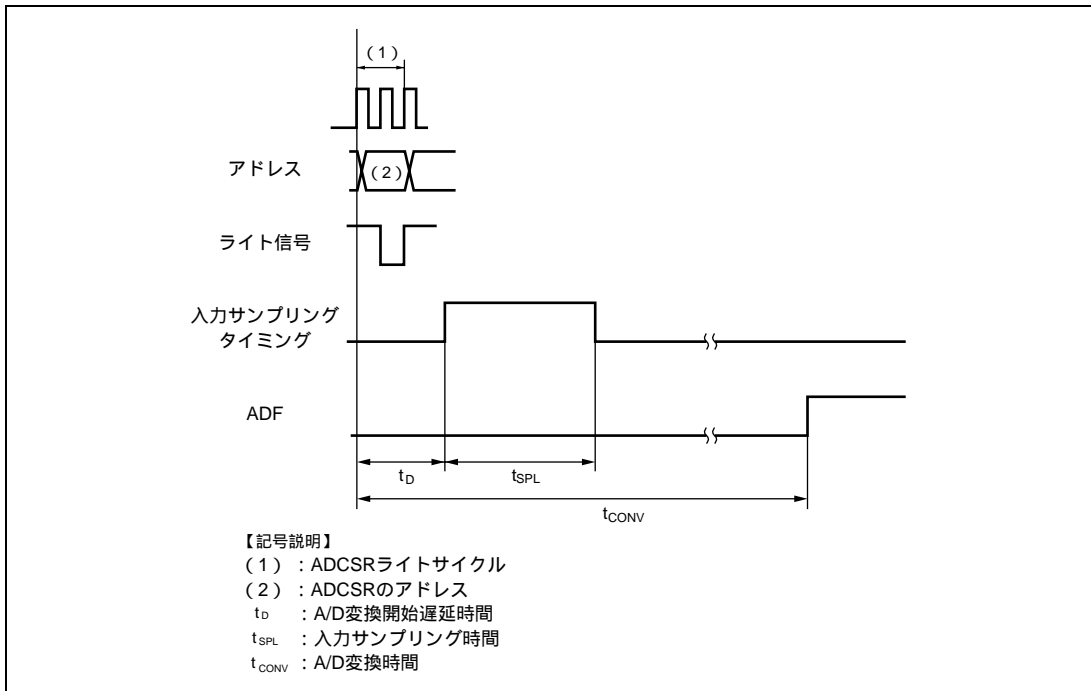 （1）
アドレス
（2）
ライト信号
入力サンプリング
タイミング
ADF
tD
tSPL
tCONV
【記号説明】
（1）：ADCSRライトサイクル
（2）：ADCSRのアドレス
tD ：A/D変換開始遅延時間
tSPL ：入力サンプリング時間
tCONV ：A/D変換時間